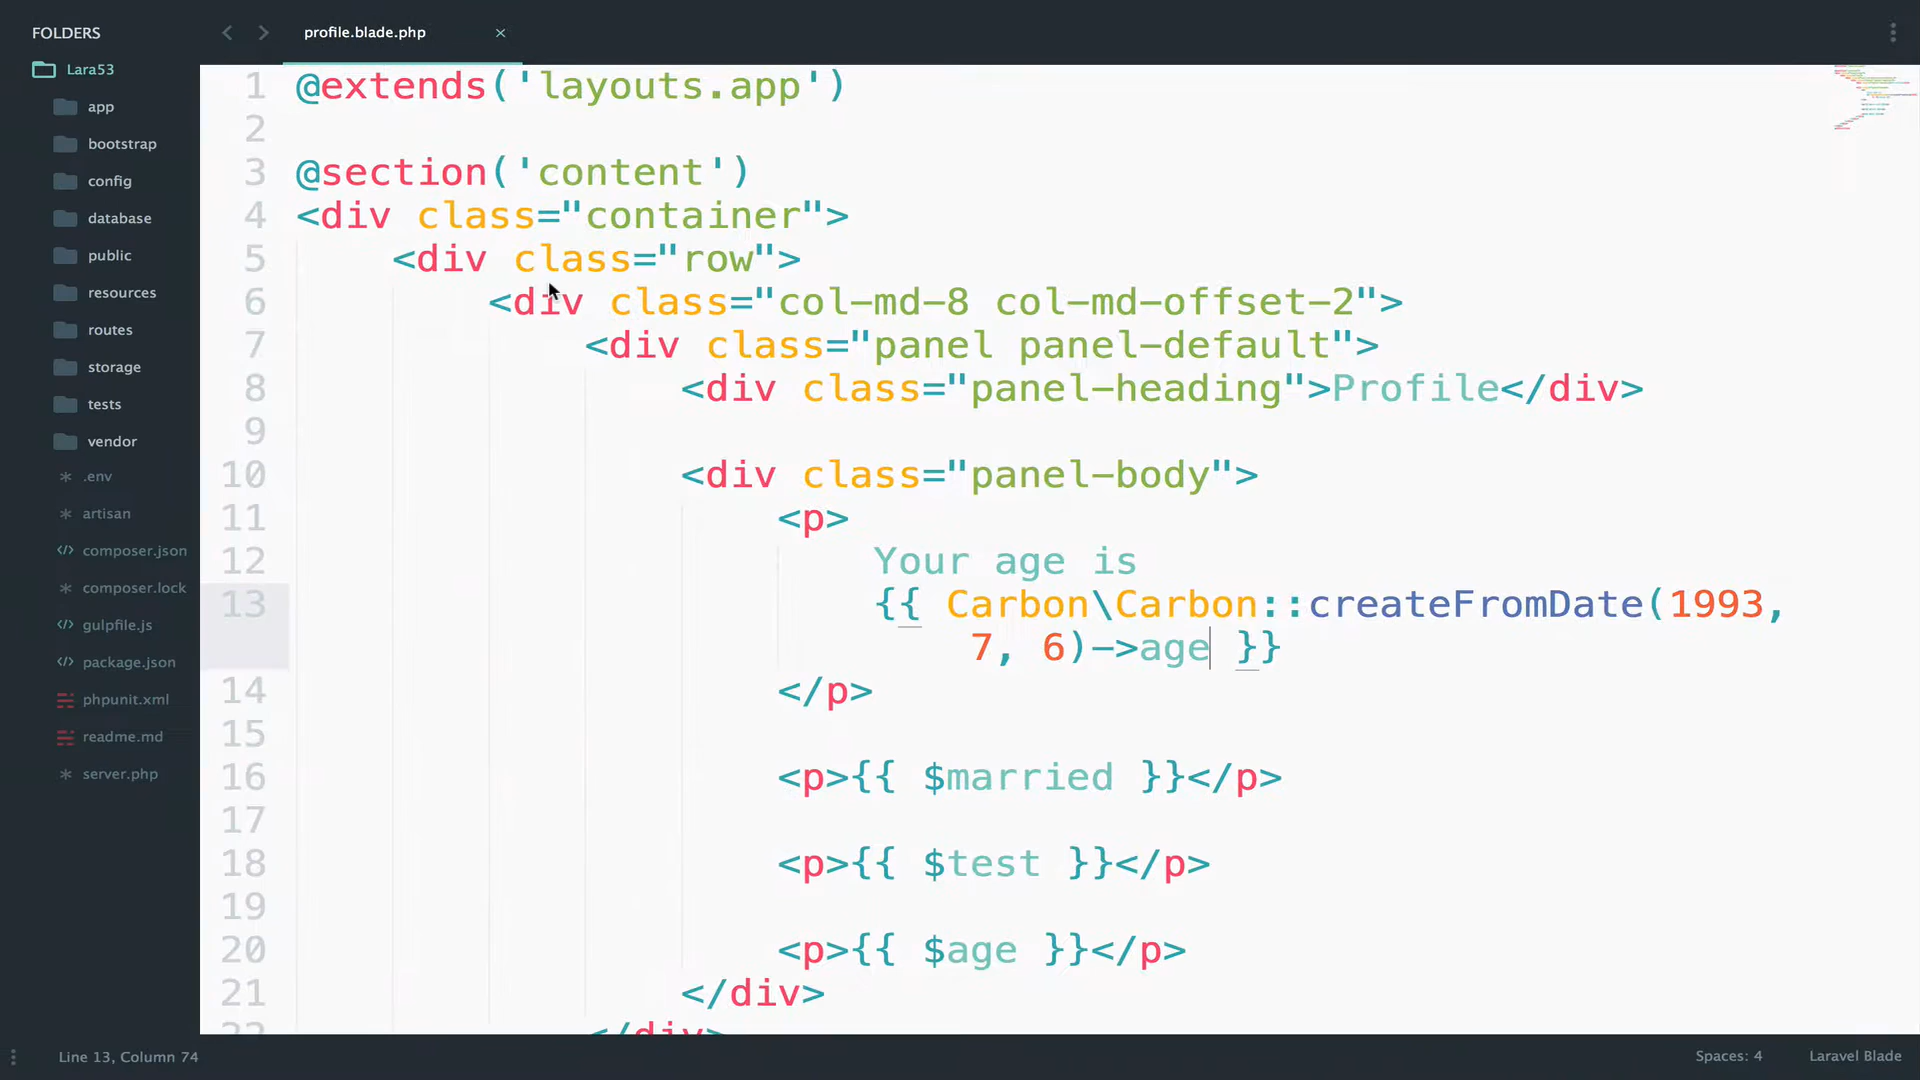 FOLDERS
Lara53
app
bootstrap
config
database
public
resources
routes
storage
tests
vendor
.env
artisan
composer.json
composer.lock
gulpfile.js
package.json
phpunit.xml
readme.md
server.php
profile.blade.php ×
1 @extends('layouts.app')
2
3 @section('content')
4 <div class="container">
5 <div class="row">
6 <div class="col-md-8 col-md-offset-2">
7 <div class="panel panel-default">
8 <div class="panel-heading">Profile</div>
9
10 <div class="panel-body">
11 <p>
12 Your age is
13 {{ Carbon\Carbon::createFromDate(1993,
7, 6)->age }}
14 </p>
15
16 <p>{{ $married }}</p>
17
18 <p>{{ $test }}</p>
19
20 <p>{{ $age }}</p>
21 </div>
22 </div>
Line 13, Column 74
Spaces: 4
Laravel Blade